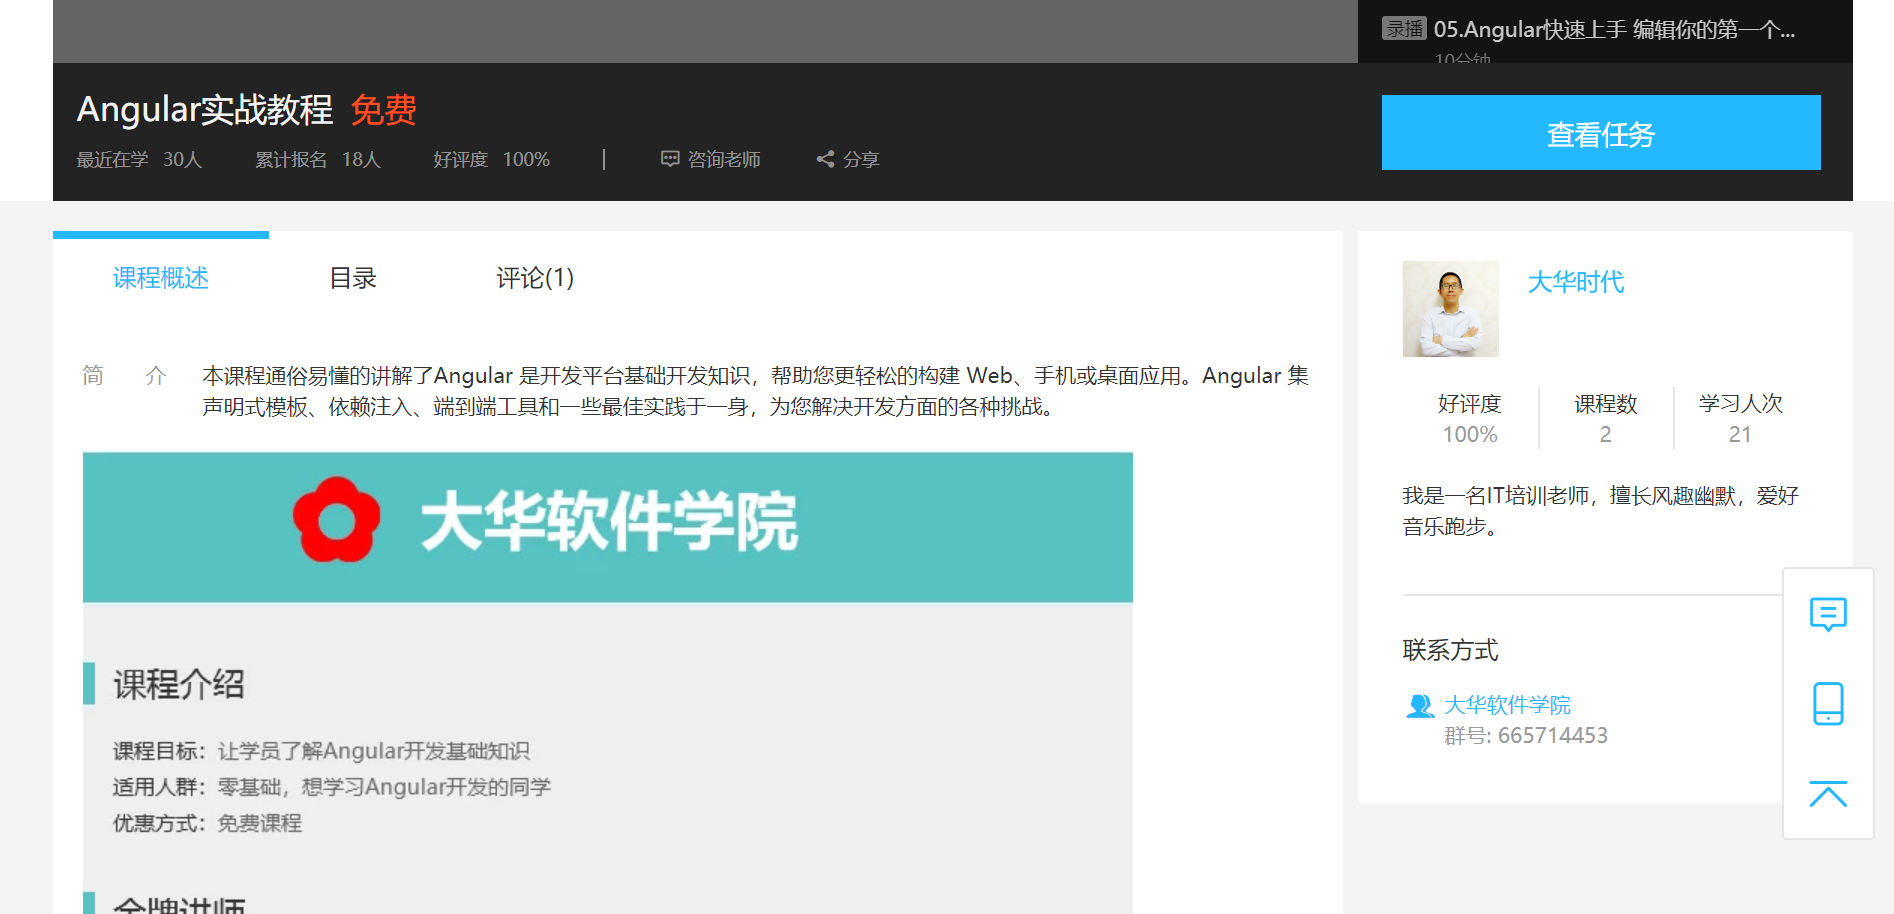 录播 05.Angular快速上手 编辑你的第一个...
10分钟
Angular实战教程 免费
最近在学 30人 累计报名 18人 好评度 100% 咨询老师 分享
查看任务
课程概述 目录 评论(1)
简 介 本课程通俗易懂的讲解了Angular 是开发平台基础开发知识，帮助您更轻松的构建 Web、手机或桌面应用。Angular 集
声明式模板、依赖注入、端到端工具和一些最佳实践于一身，为您解决开发方面的各种挑战。
大华软件学院
课程介绍
课程目标：让学员了解Angular开发基础知识
适用人群：零基础，想学习Angular开发的同学
优惠方式：免费课程
金牌讲师
大华时代
好评度 课程数 学习人次
100% 2 21
我是一名IT培训老师，擅长风趣幽默，爱好
音乐跑步。
联系方式
大华软件学院
群号: 665714453